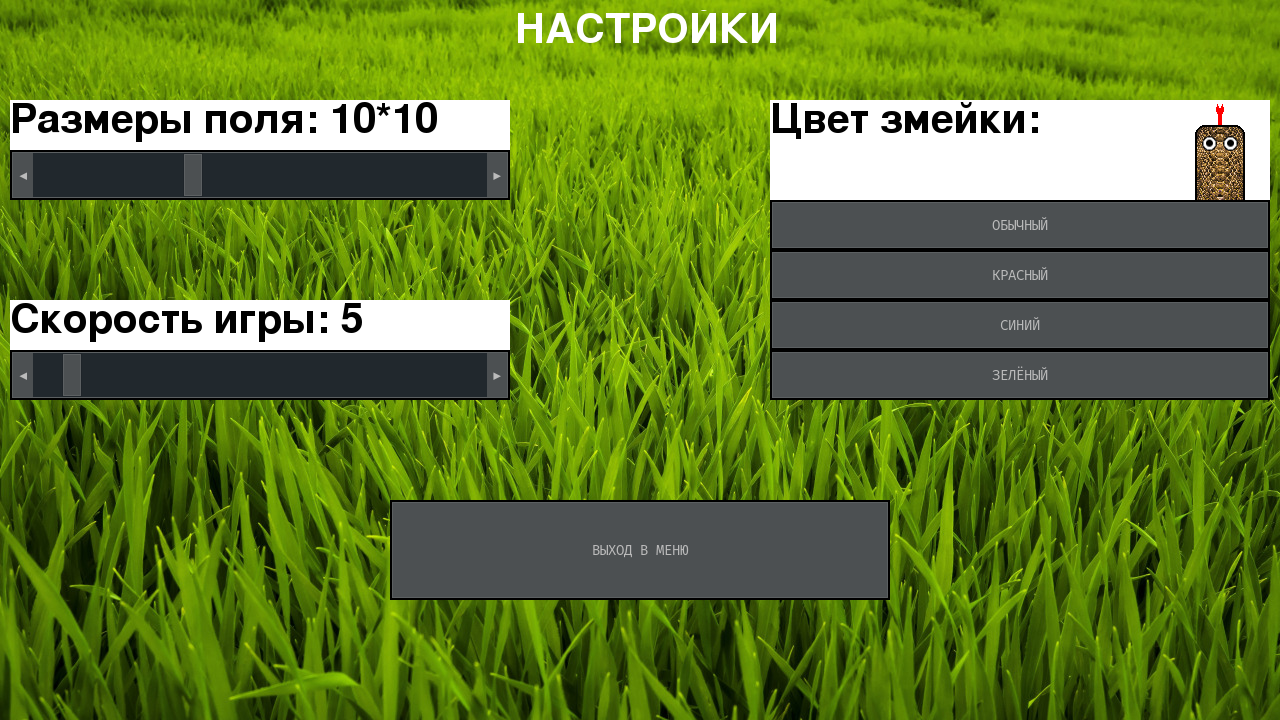 НАСТРОЙКИ
Размеры поля: 10*10
Скорость игры: 5
Цвет змейки:
ОБЫЧНЫЙ
КРАСНЫЙ
СИНИЙ
ЗЕЛЁНЫЙ
ВЫХОД В МЕНЮ